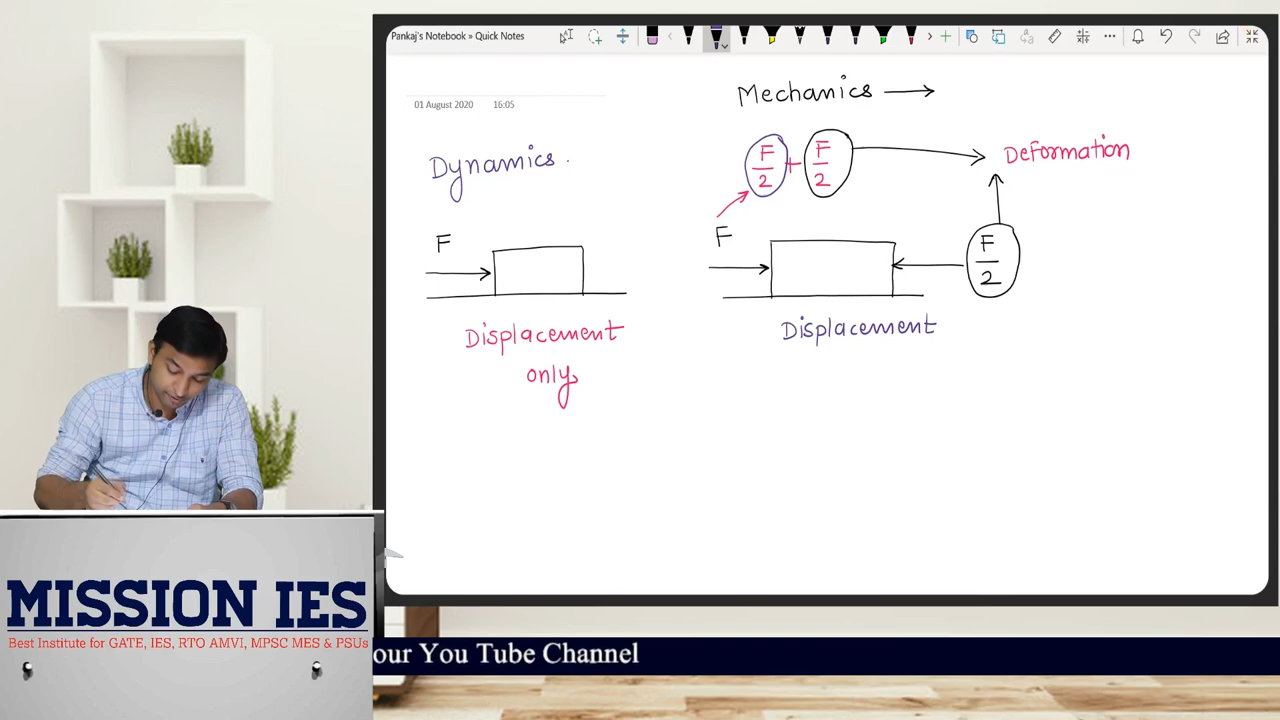 Pankaj's Notebook » Quick Notes
Mechanics →
01 August 2020 16:05
Dynamics.
F/2 + F/2 → Deformation
F
F
F/2
Displacement
only
Displacement
MISSION IES
Best Institute for GATE, IES, RTO AMVI, MPSC MES & PSUs
our You Tube Channel